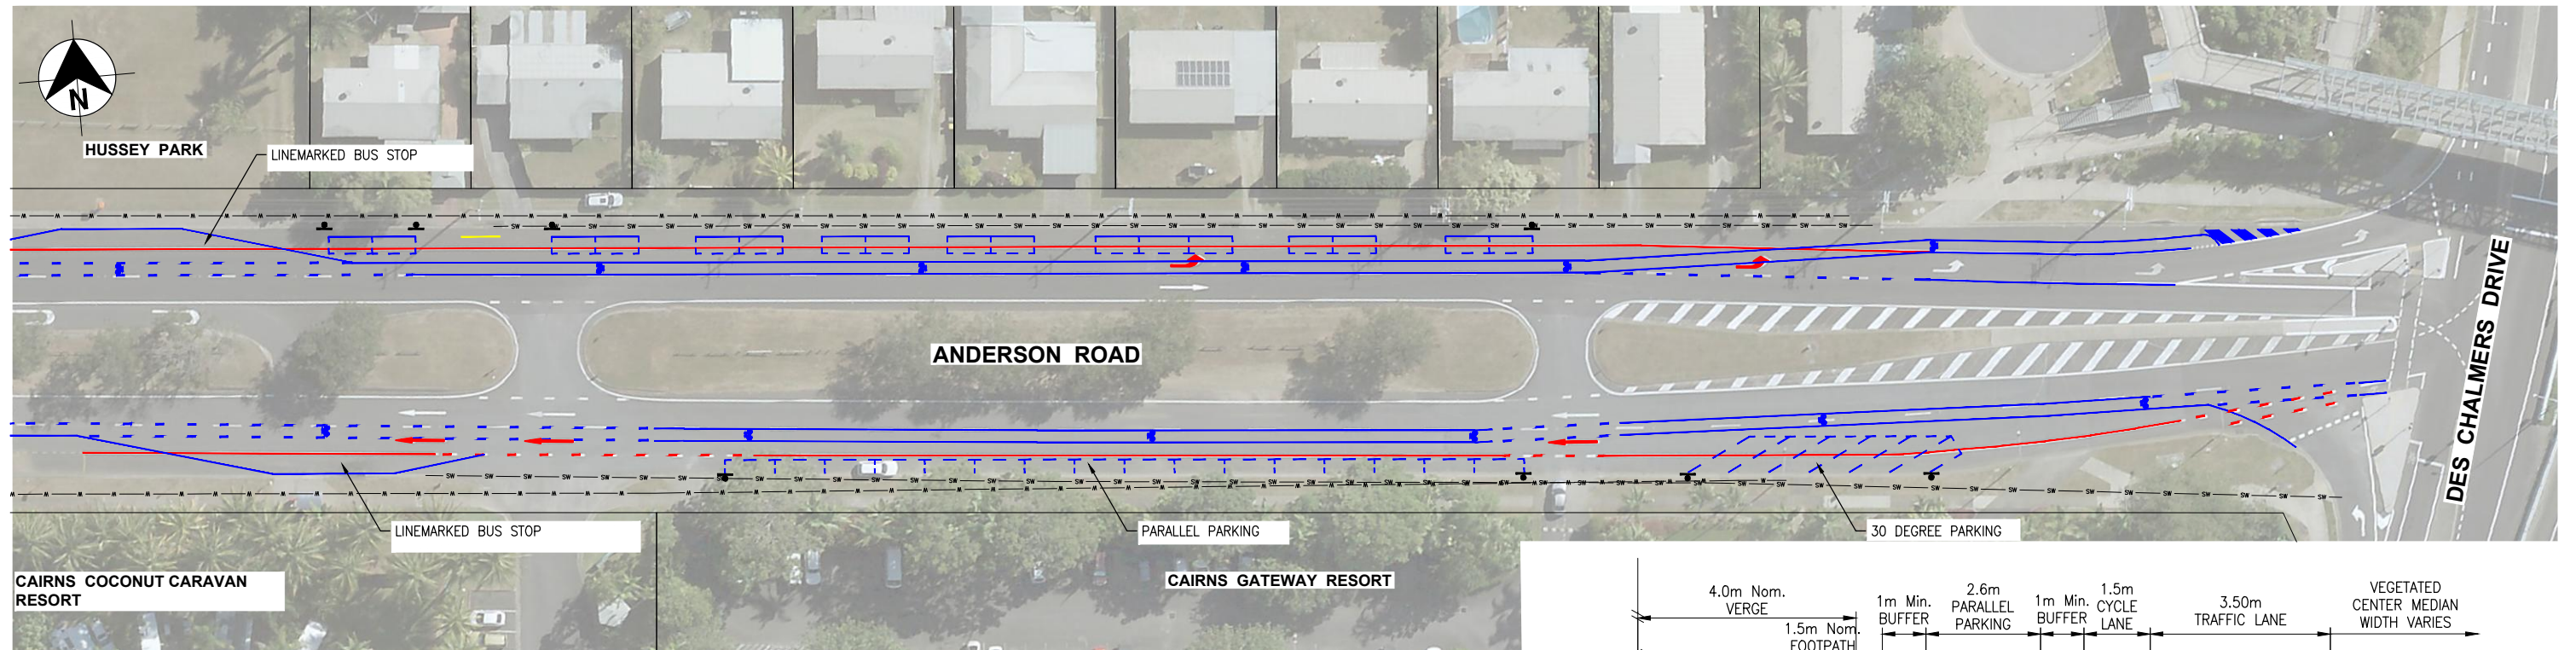 N
HUSSEY PARK
LINEMARKED BUS STOP
ANDERSON ROAD
DES CHALMERS DRIVE
LINEMARKED BUS STOP
PARALLEL PARKING
30 DEGREE PARKING
CAIRNS COCONUT CARAVAN
RESORT
CAIRNS GATEWAY RESORT
4.0m Nom.
VERGE
1.5m Nom.
FOOTPATH
1m Min.
BUFFER
2.6m
PARALLEL
PARKING
1m Min.
BUFFER
1.5m
CYCLE
LANE
3.50m
TRAFFIC LANE
VEGETATED
CENTER MEDIAN
WIDTH VARIES